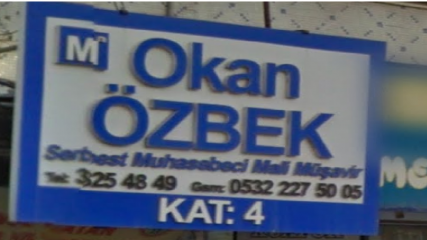 M Okan
ÖZBEK
Serbest Muhasebeci Mali Müşavir
Tel: 325 48 49 Gsm: 0532 227 50 05
KAT: 4